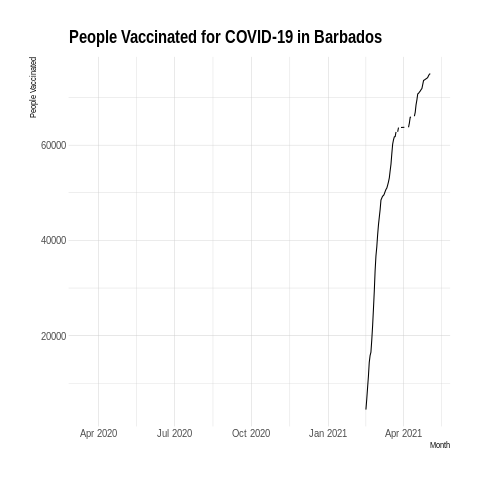 People Vaccinated for COVID-19 in Barbados
People Vaccinated
60000
40000
20000
Apr 2020 Jul 2020 Oct 2020 Jan 2021 Apr 2021
Month